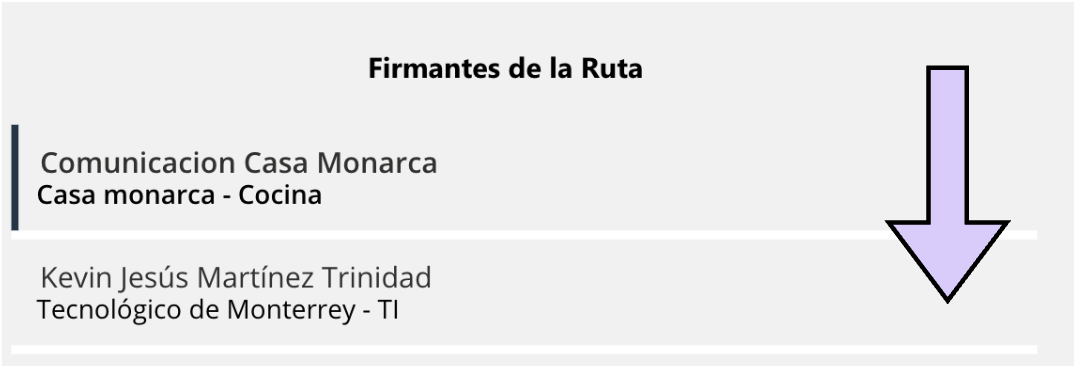 Firmantes de la Ruta
Comunicacion Casa Monarca
Casa monarca - Cocina
Kevin Jesús Martínez Trinidad
Tecnológico de Monterrey - TI